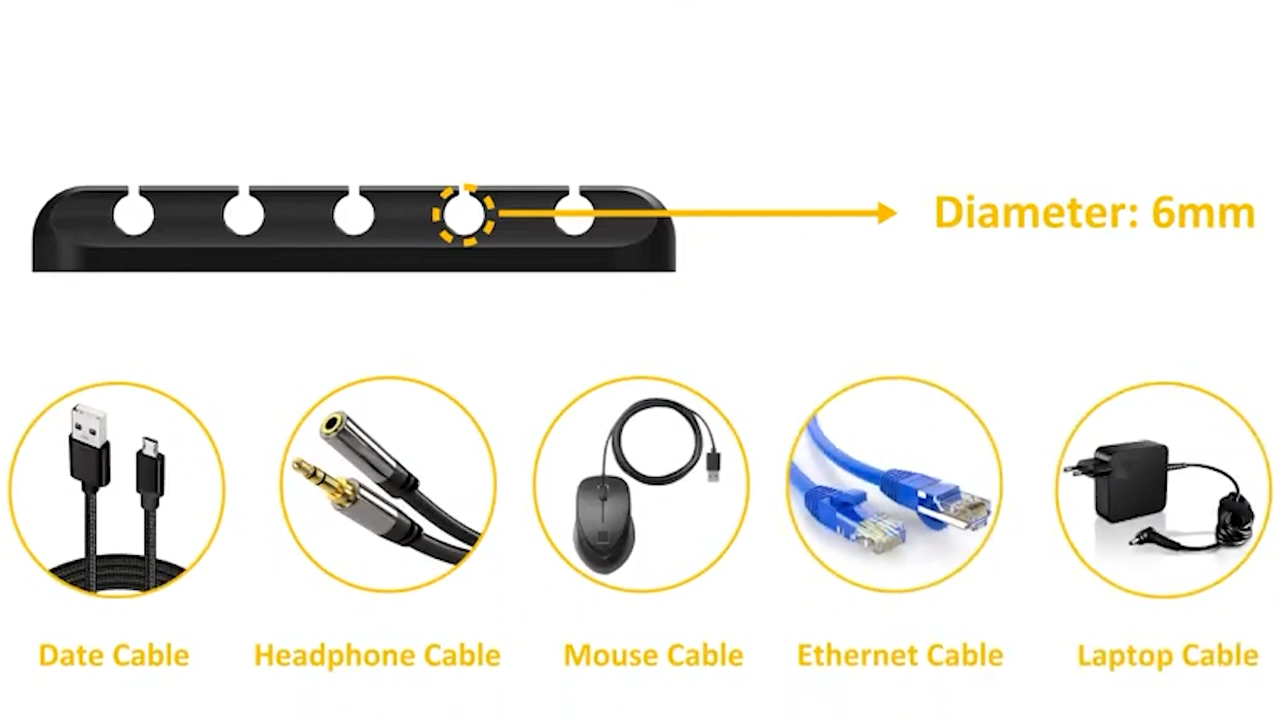 Diameter: 6mm
Date Cable
Headphone Cable
Mouse Cable
Ethernet Cable
Laptop Cable